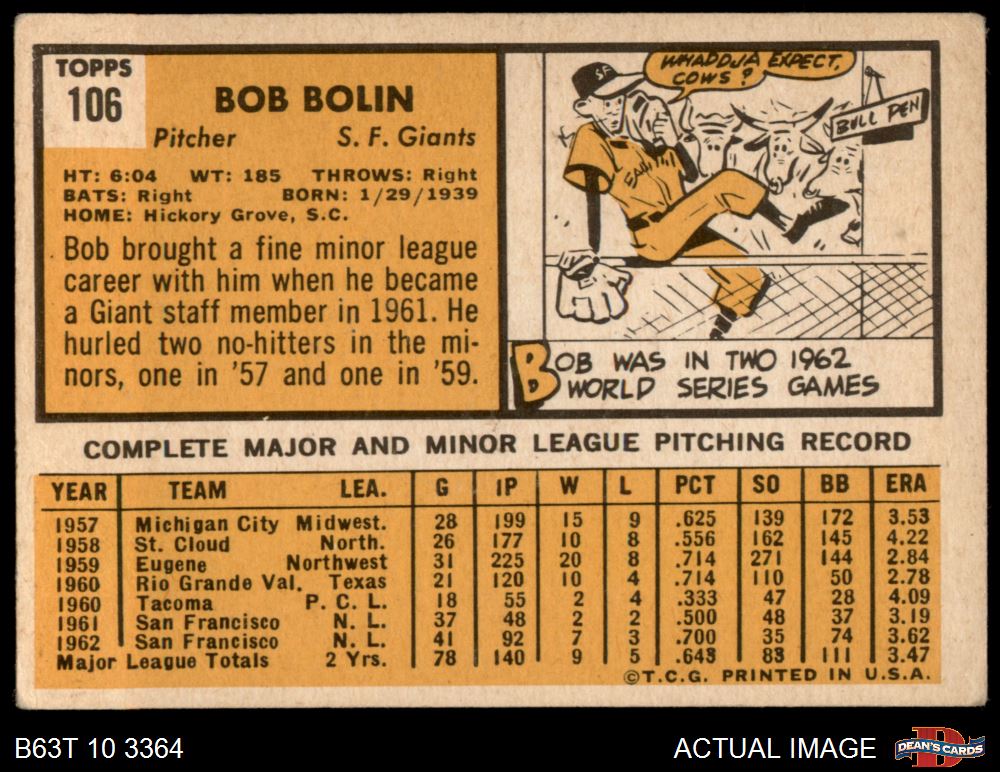 TOPPS
106
BOB BOLIN
Pitcher S. F. Giants
HT: 6:04 WT: 185 THROWS: Right
BATS: Right BORN: 1/29/1939
HOME: Hickory Grove, S.C.
Bob brought a fine minor league
career with him when he became
a Giant staff member in 1961. He
hurled two no-hitters in the mi-
nors, one in '57 and one in '59.
WHADDJA EXPECT,
COWS?
SF
BULL PEN
BOB WAS IN TWO 1962
WORLD SERIES GAMES
COMPLETE MAJOR AND MINOR LEAGUE PITCHING RECORD
YEAR TEAM LEA. G IP W L PCT SO BB ERA
1957 Michigan City Midwest. 28 199 15 9 .625 139 172 3.53
1958 St. Cloud North. 26 177 10 8 .556 162 145 4.22
1959 Eugene Northwest 31 225 20 8 .714 271 144 2.84
1960 Rio Grande Val. Texas 21 120 10 4 .714 110 50 2.78
1960 Tacoma P. C. L. 18 55 2 4 .333 47 28 4.09
1961 San Francisco N. L. 37 48 2 2 .500 48 37 3.19
1962 San Francisco N. L. 41 92 7 3 .700 35 74 3.62
Major League Totals 2 Yrs. 78 140 9 5 .643 83 111 3.47
©T.C.G. PRINTED IN U.S.A.
B63T 10 3364 ACTUAL IMAGE
D
DEAN'S CARDS